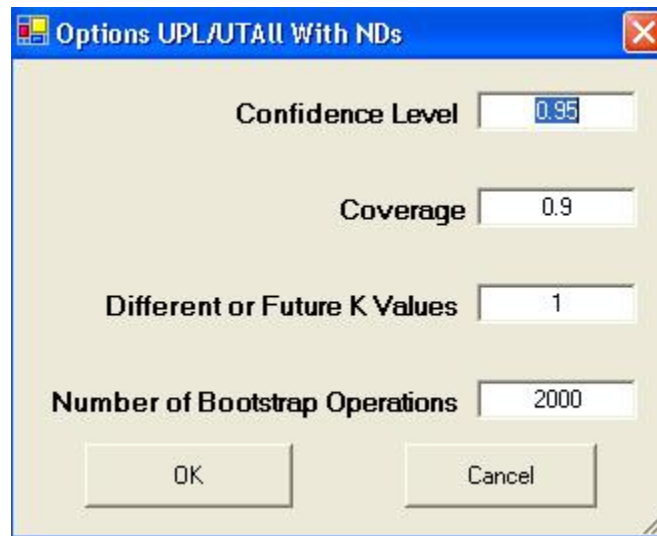 Options UPL/UTAll With NDs
Confidence Level 0.95
Coverage 0.9
Different or Future K Values 1
Number of Bootstrap Operations 2000
OK Cancel